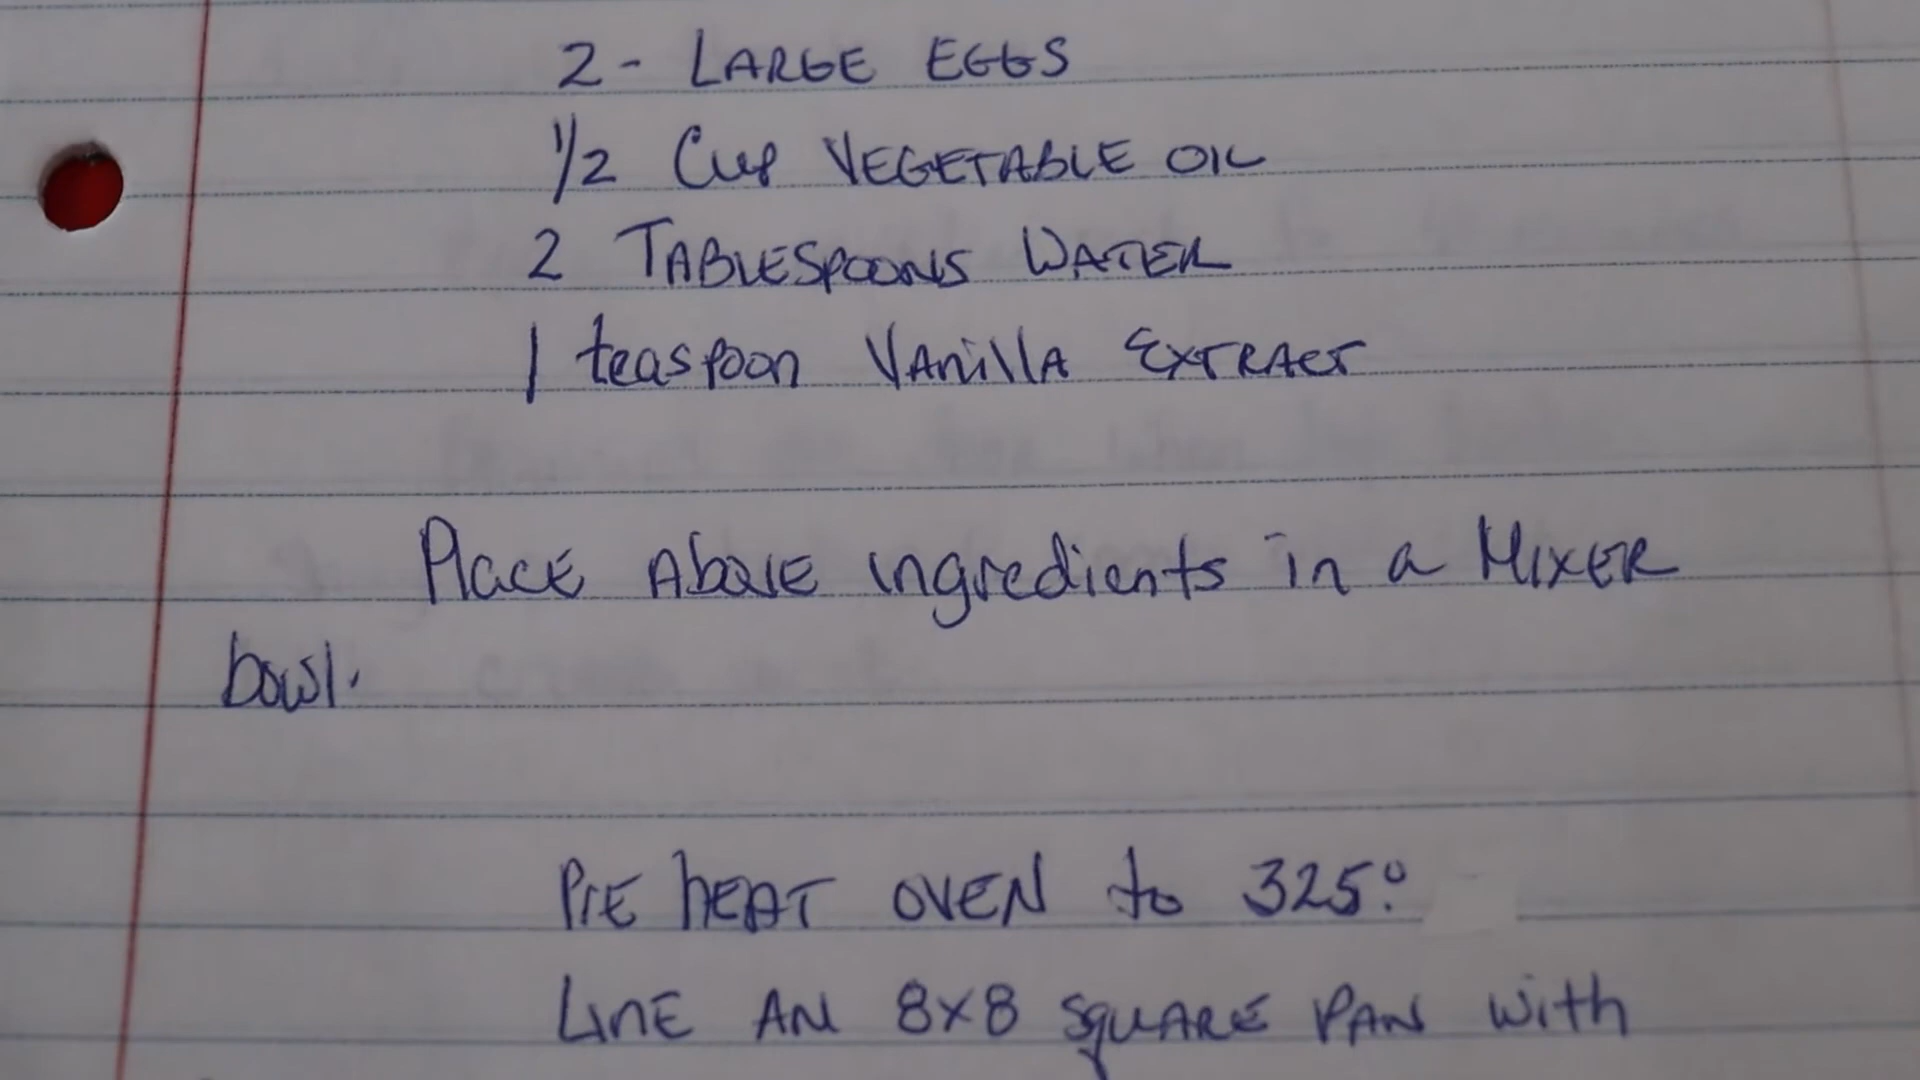 2 - LARGE EGGS
1/2 Cup VEGETABLE OIL
2 TABLESPOONS WATER
1 teaspoon VAnillA EXTRACT
PlacE AbovE ingredients in a MIXER
bowl.
PrE hEAT OVEN to 325°.
LinE AN 8x8 SQUARE PAN with